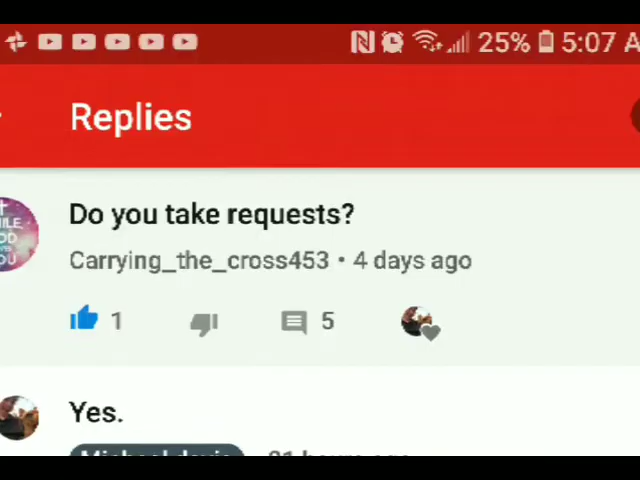 25% 5:07 A
Replies
Do you take requests?
Carrying_the_cross453 • 4 days ago
1 5
Yes.